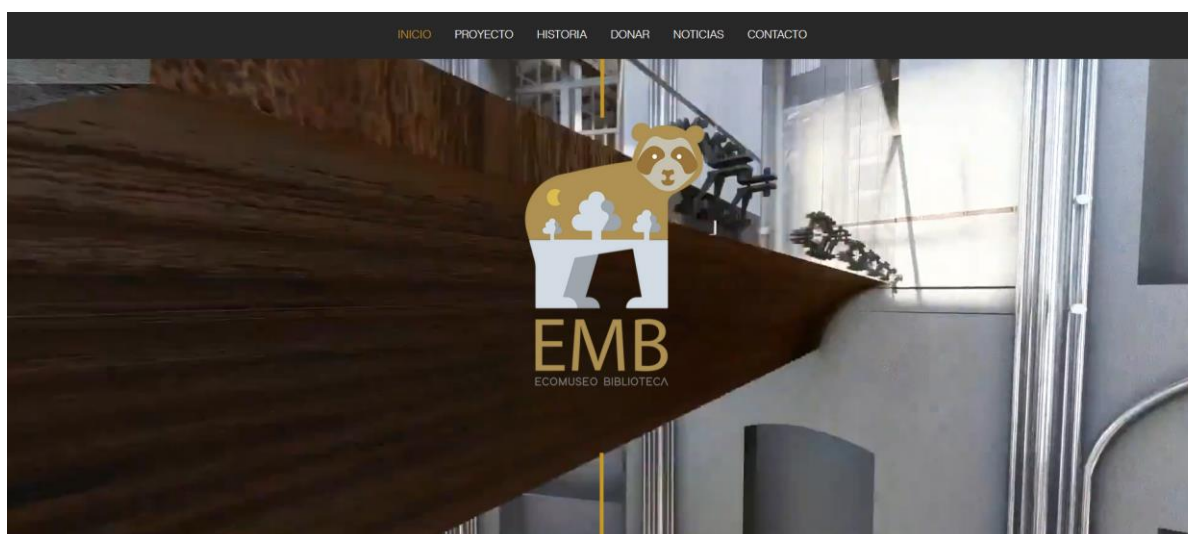 INICIO PROYECTO HISTORIA DONAR NOTICIAS CONTACTO
EMB
ECOMUSEO BIBLIOTECA